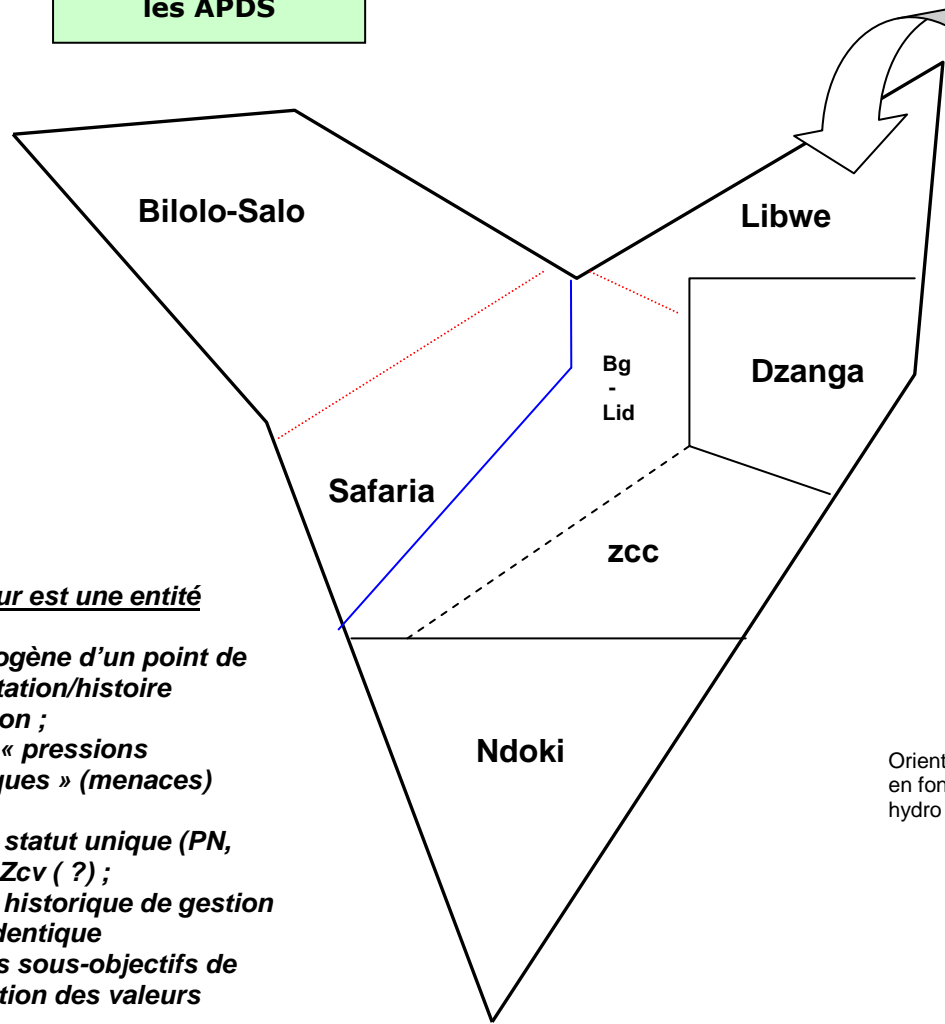 les APDS
Bilolo-Salo
Libwe
Bg
-
Lid
Dzanga
Safaria
zcc
ur est une entité
ogène d’un point de
tation/histoire
on ;
« pressions
ques » (menaces)
statut unique (PN,
Zcv ( ?) ;
historique de gestion
dentique
s sous-objectifs de
tion des valeurs
Ndoki
Orient
en fon
hydro